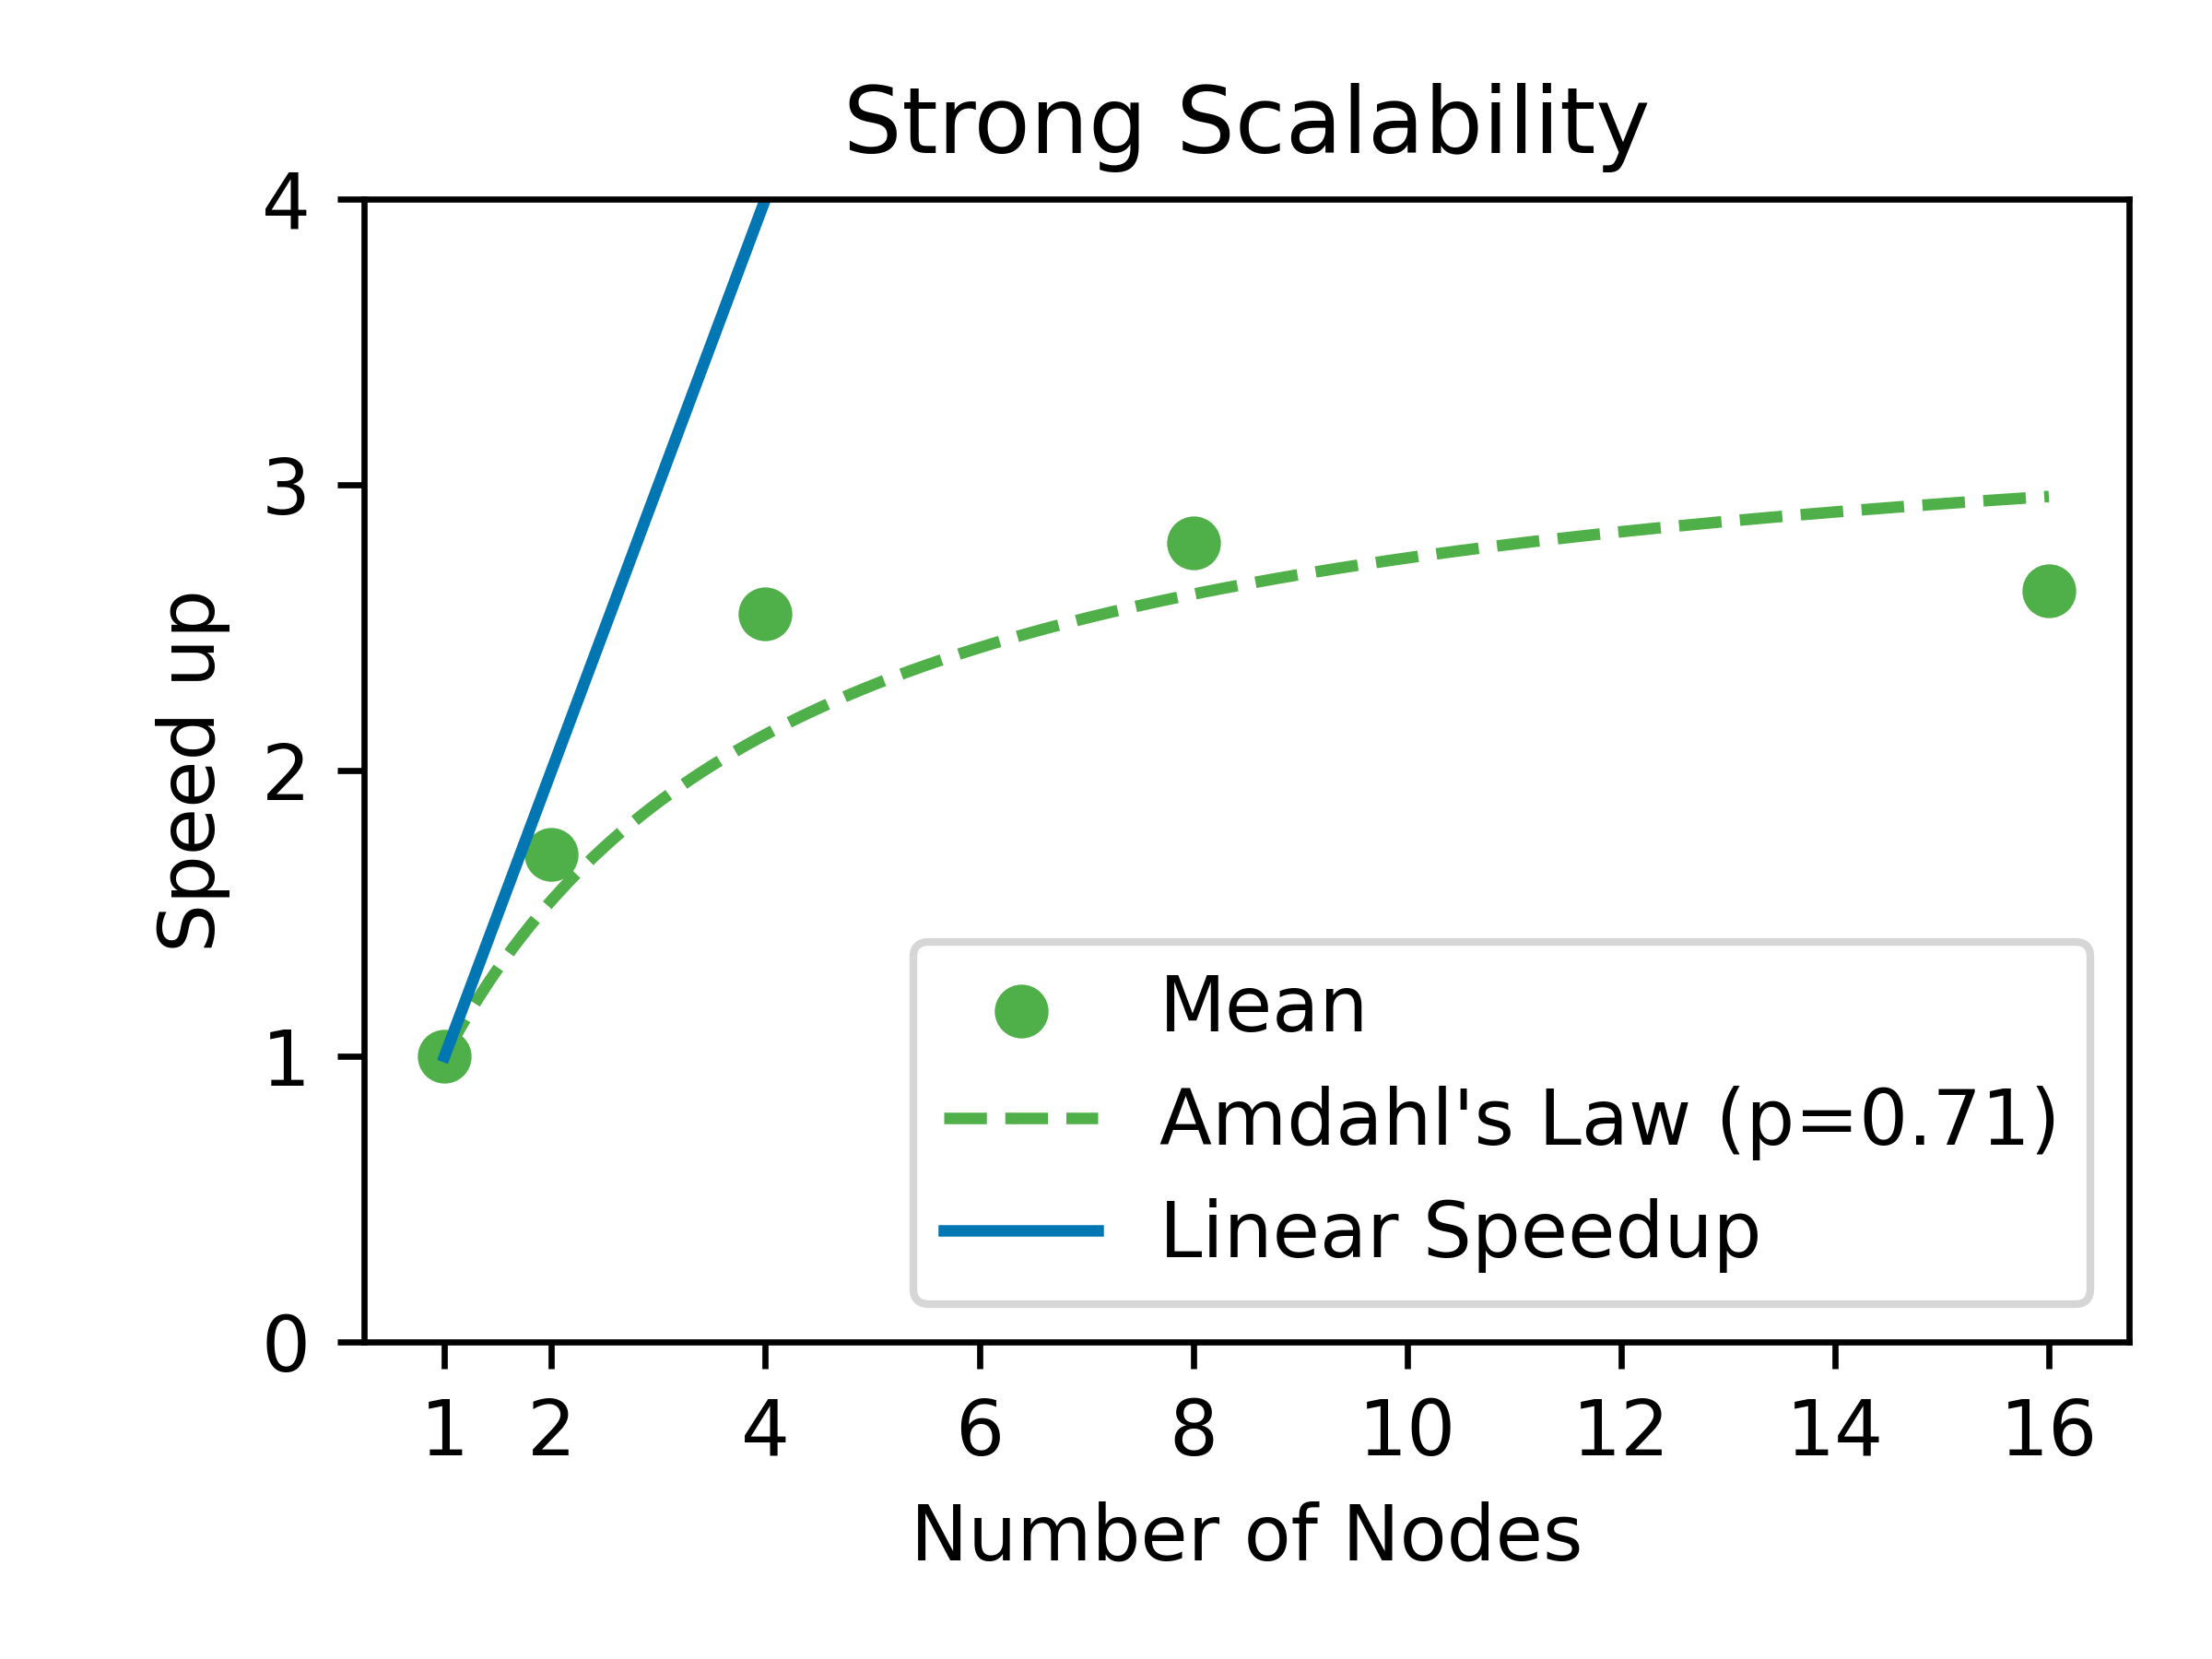 Strong Scalability
4
3
2
1
0
Speed up
Mean
Amdahl's Law (p=0.71)
Linear Speedup
1 2 4 6 8 10 12 14 16
Number of Nodes